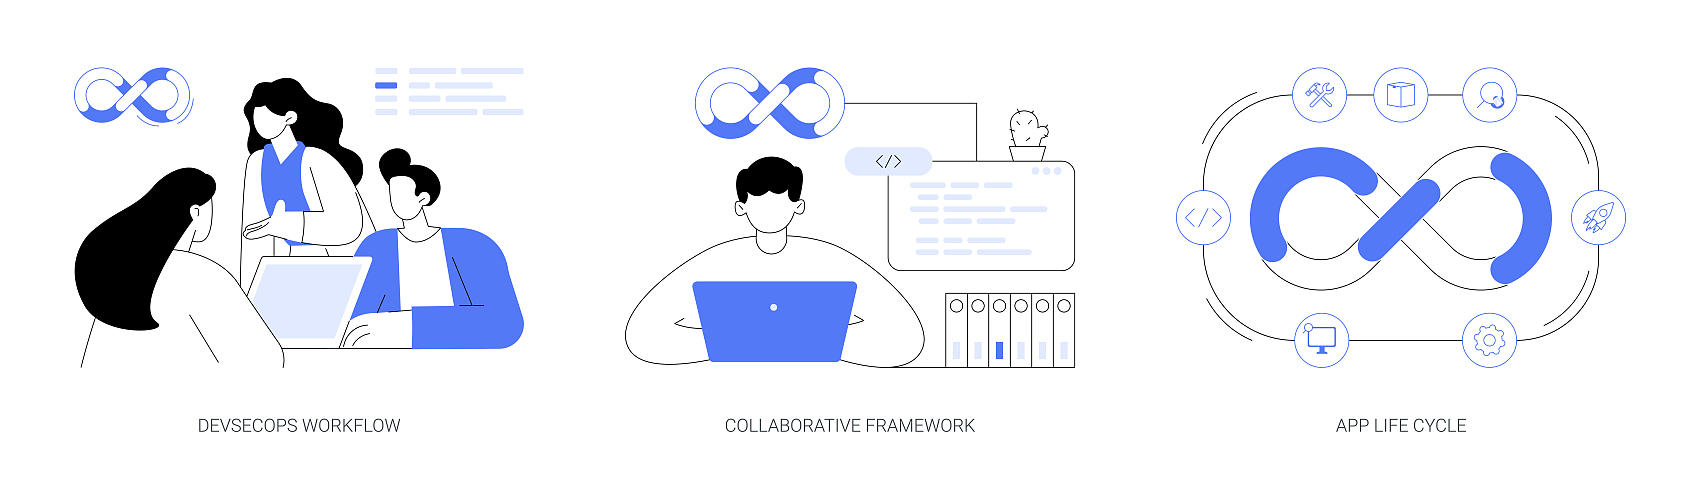 </>
</>
DEVSECOPS WORKFLOW
COLLABORATIVE FRAMEWORK
APP LIFE CYCLE